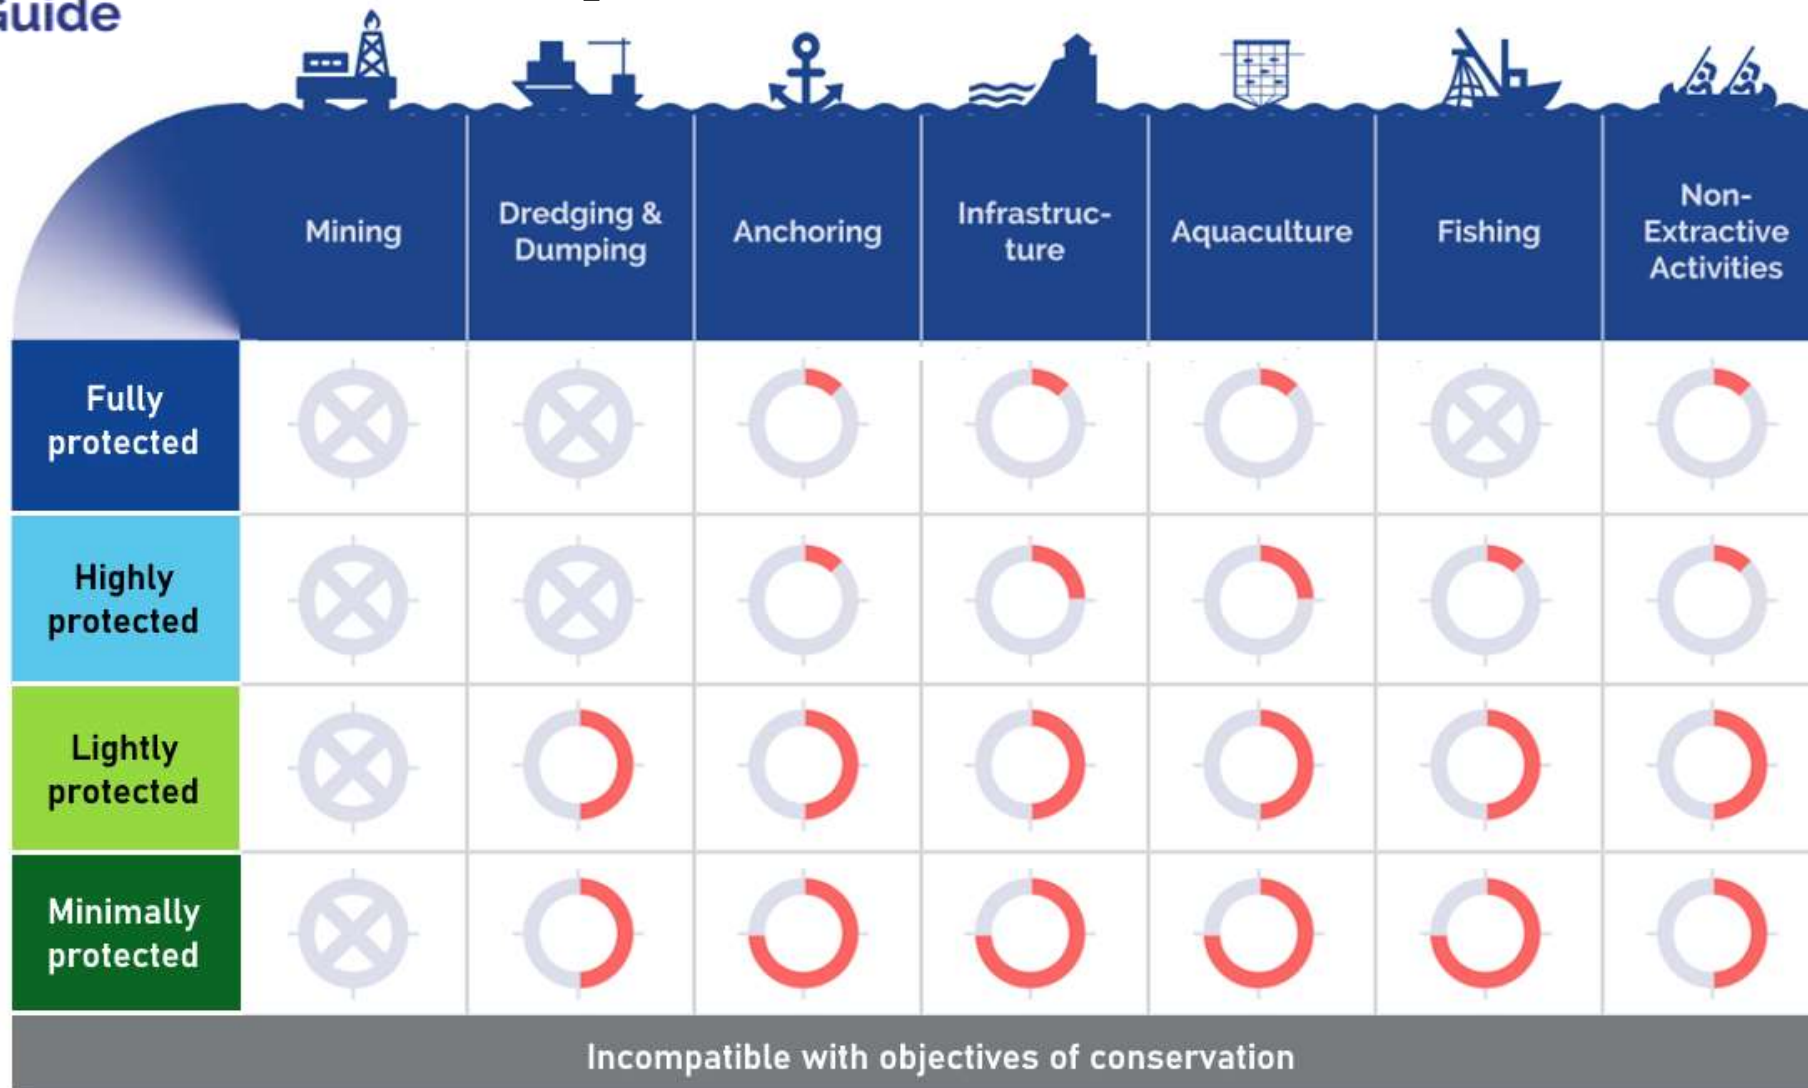 Guide
Mining
Dredging &
Dumping
Anchoring
Infrastruc-
ture
Aquaculture
Fishing
Non-
Extractive
Activities
Fully
protected
Highly
protected
Lightly
protected
Minimally
protected
Incompatible with objectives of conservation